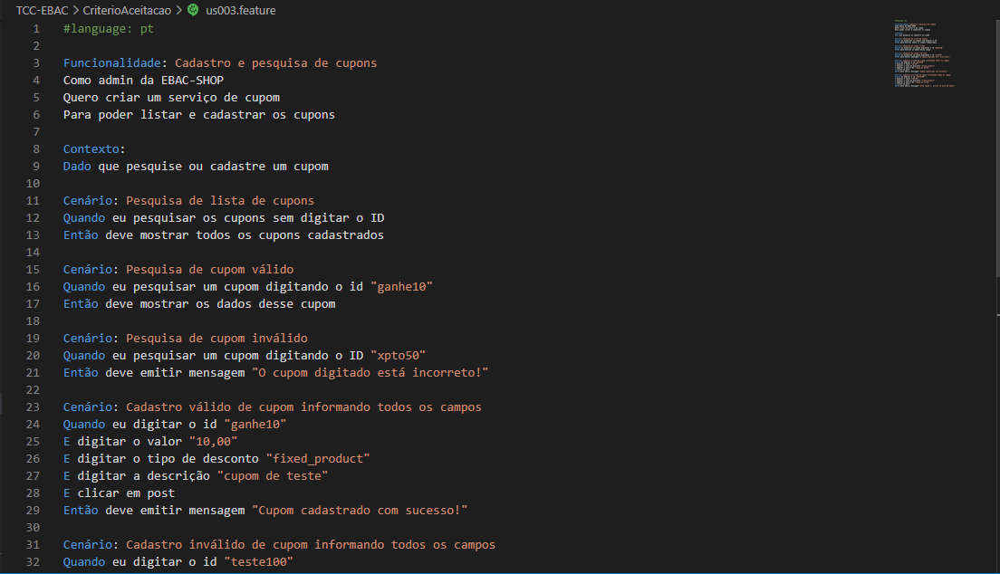 TCC-EBAC > CriterioAceitacao > us003.feature
1 #language: pt
2
3 Funcionalidade: Cadastro e pesquisa de cupons
4 Como admin da EBAC-SHOP
5 Quero criar um serviço de cupom
6 Para poder listar e cadastrar os cupons
7
8 Contexto:
9 Dado que pesquise ou cadastre um cupom
10
11 Cenário: Pesquisa de lista de cupons
12 Quando eu pesquisar os cupons sem digitar o ID
13 Então deve mostrar todos os cupons cadastrados
14
15 Cenário: Pesquisa de cupom válido
16 Quando eu pesquisar um cupom digitando o id "ganhe10"
17 Então deve mostrar os dados desse cupom
18
19 Cenário: Pesquisa de cupom inválido
20 Quando eu pesquisar um cupom digitando o ID "xpto50"
21 Então deve emitir mensagem "O cupom digitado está incorreto!"
22
23 Cenário: Cadastro válido de cupom informando todos os campos
24 Quando eu digitar o id "ganhe10"
25 E digitar o valor "10,00"
26 E digitar o tipo de desconto "fixed_product"
27 E digitar a descrição "cupom de teste"
28 E clicar em post
29 Então deve emitir mensagem "Cupom cadastrado com sucesso!"
30
31 Cenário: Cadastro inválido de cupom informando todos os campos
32 Quando eu digitar o id "teste100"